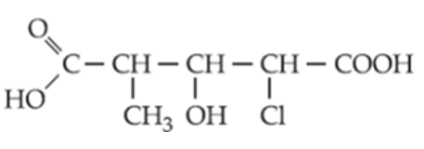 O
C – CH – CH – CH – COOH
HO
CH₃ OH Cl